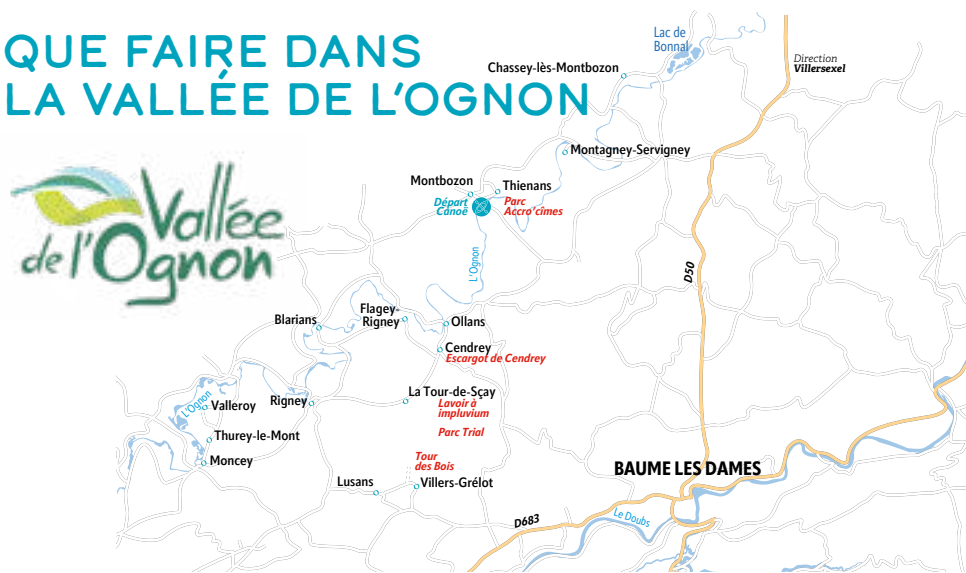 QUE FAIRE DANS
LA VALLÉE DE L'OGNON
Vallée
de l'Ognon
Lac de
Bonnal
Direction
Villersexel
Chassey-lès-Montbozon
Montagney-Servigney
Montbozon
Thienans
Départ
Canoë
Parc
Accro'cimes
L'Ognon
D50
Flagey-
Rigney
Blarians
Ollans
Cendrey
Escargot de Cendrey
La Tour-de-Sçay
Lavoir à
impluvium
Parc Trial
Rigney
L'Ognon
Valleroy
Thurey-le-Mont
Moncey
Tour
des Bois
Villers-Grélot
Lusans
BAUME LES DAMES
D683
Le Doubs